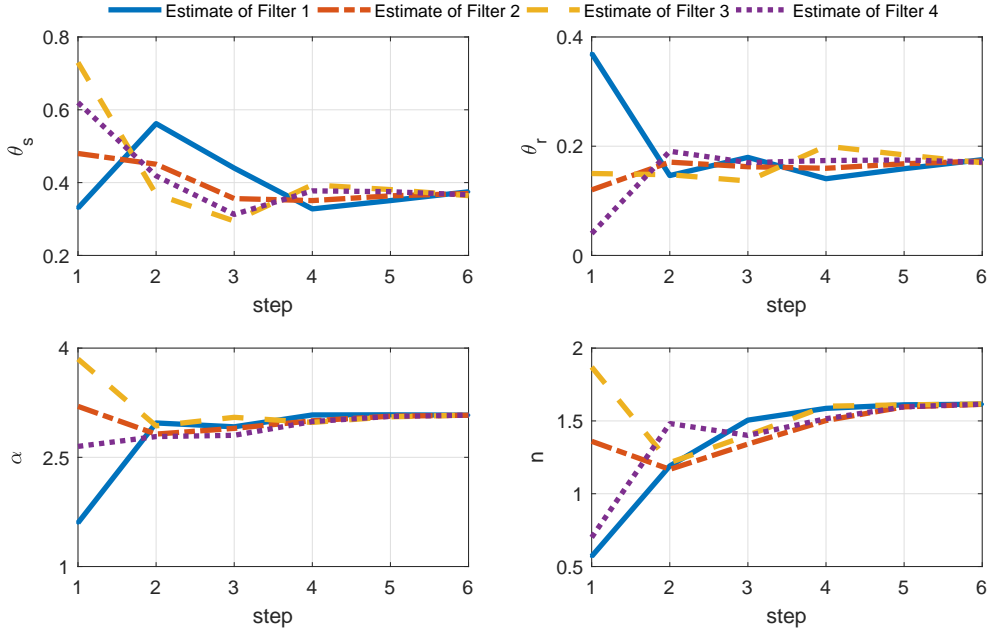 Estimate of Filter 1 Estimate of Filter 2 Estimate of Filter 3 Estimate of Filter 4
0.8
0.6
0.4
0.2
θs
1 2 3 4 5 6
step
0.4
0.2
0
θr
1 2 3 4 5 6
step
4
2.5
1
α
1 2 3 4 5 6
step
2
1.5
1
0.5
n
1 2 3 4 5 6
step